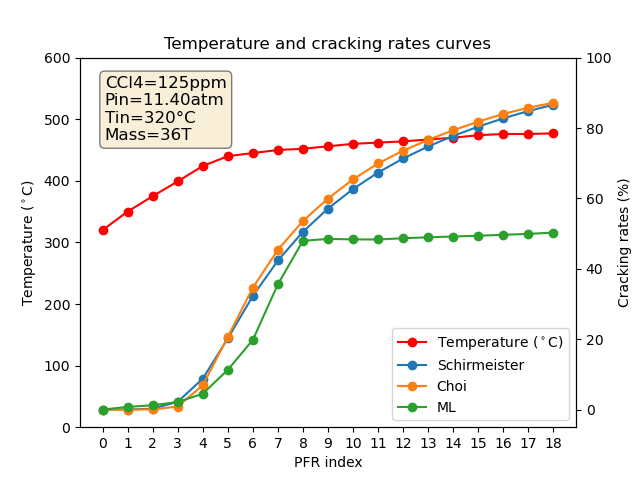 Temperature and cracking rates curves
CCl4=125ppm
Pin=11.40atm
Tin=320°C
Mass=36T
Temperature (°C)
600
500
400
300
200
100
0
100
80
60
40
20
0
Cracking rates (%)
Temperature (°C)
Schirmeister
Choi
ML
0 1 2 3 4 5 6 7 8 9 10 11 12 13 14 15 16 17 18
PFR index